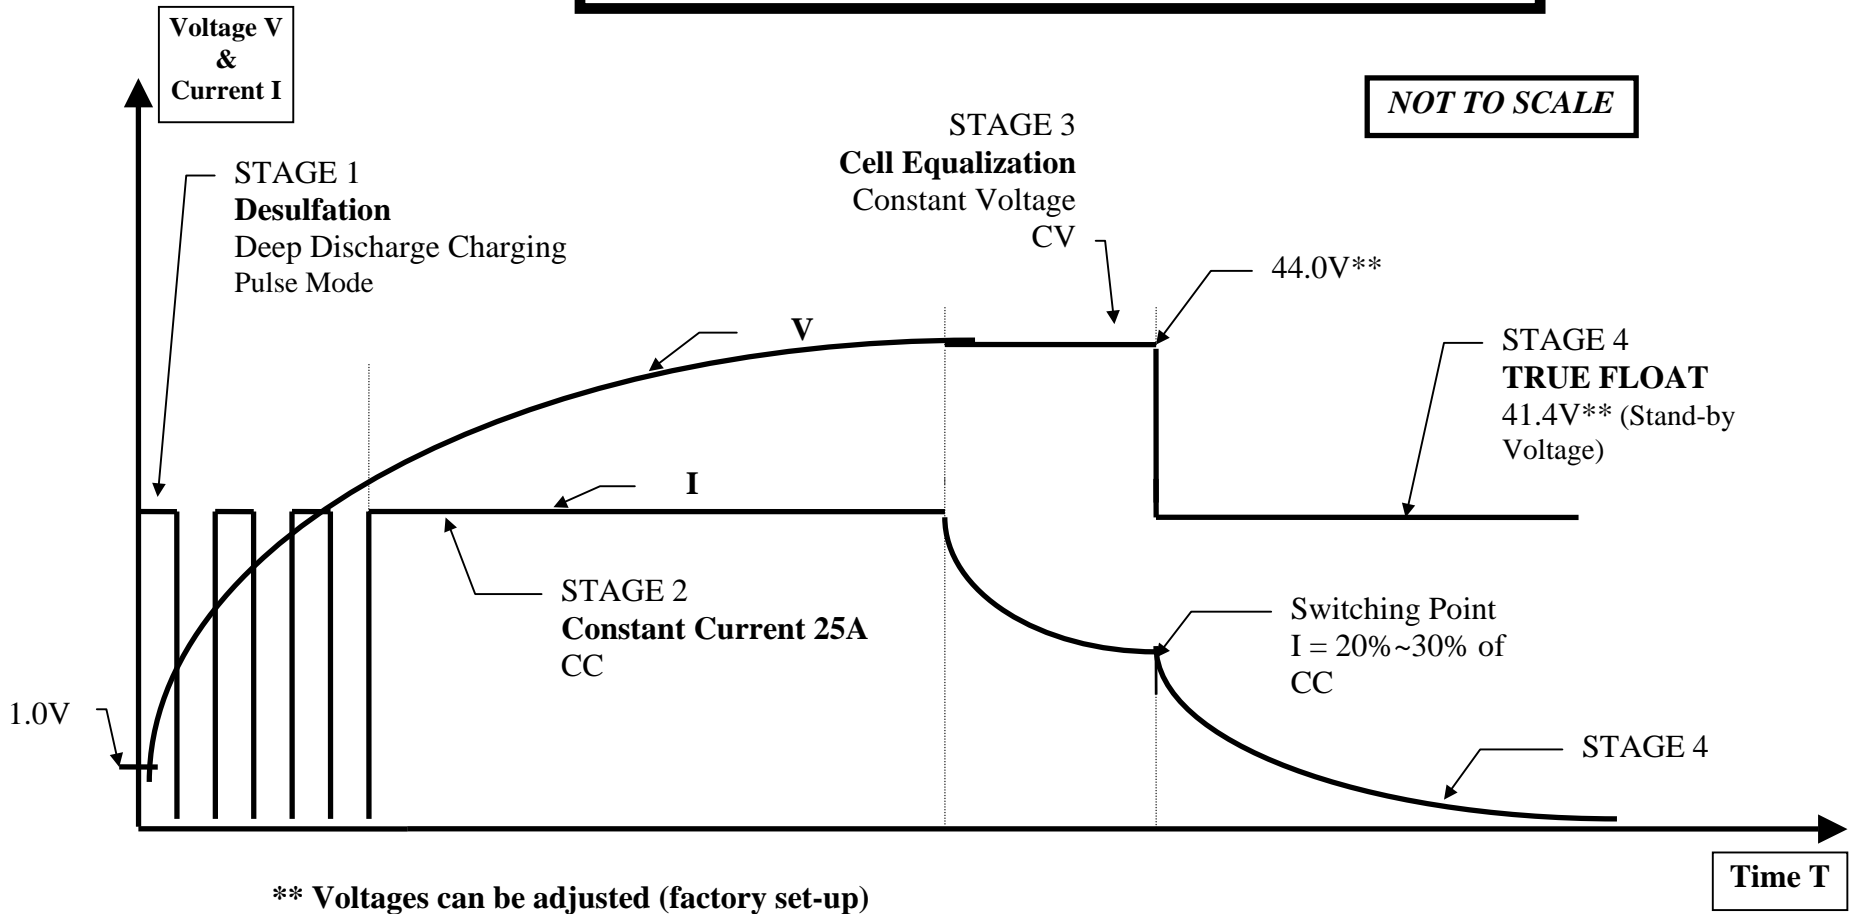 Voltage V
&
Current I
NOT TO SCALE
STAGE 1
Desulfation
Deep Discharge Charging
Pulse Mode
STAGE 3
Cell Equalization
Constant Voltage
CV
44.0V**
V
STAGE 4
TRUE FLOAT
41.4V** (Stand-by
Voltage)
I
STAGE 2
Constant Current 25A
CC
Switching Point
I = 20%~30% of
CC
1.0V
STAGE 4
Time T
** Voltages can be adjusted (factory set-up)